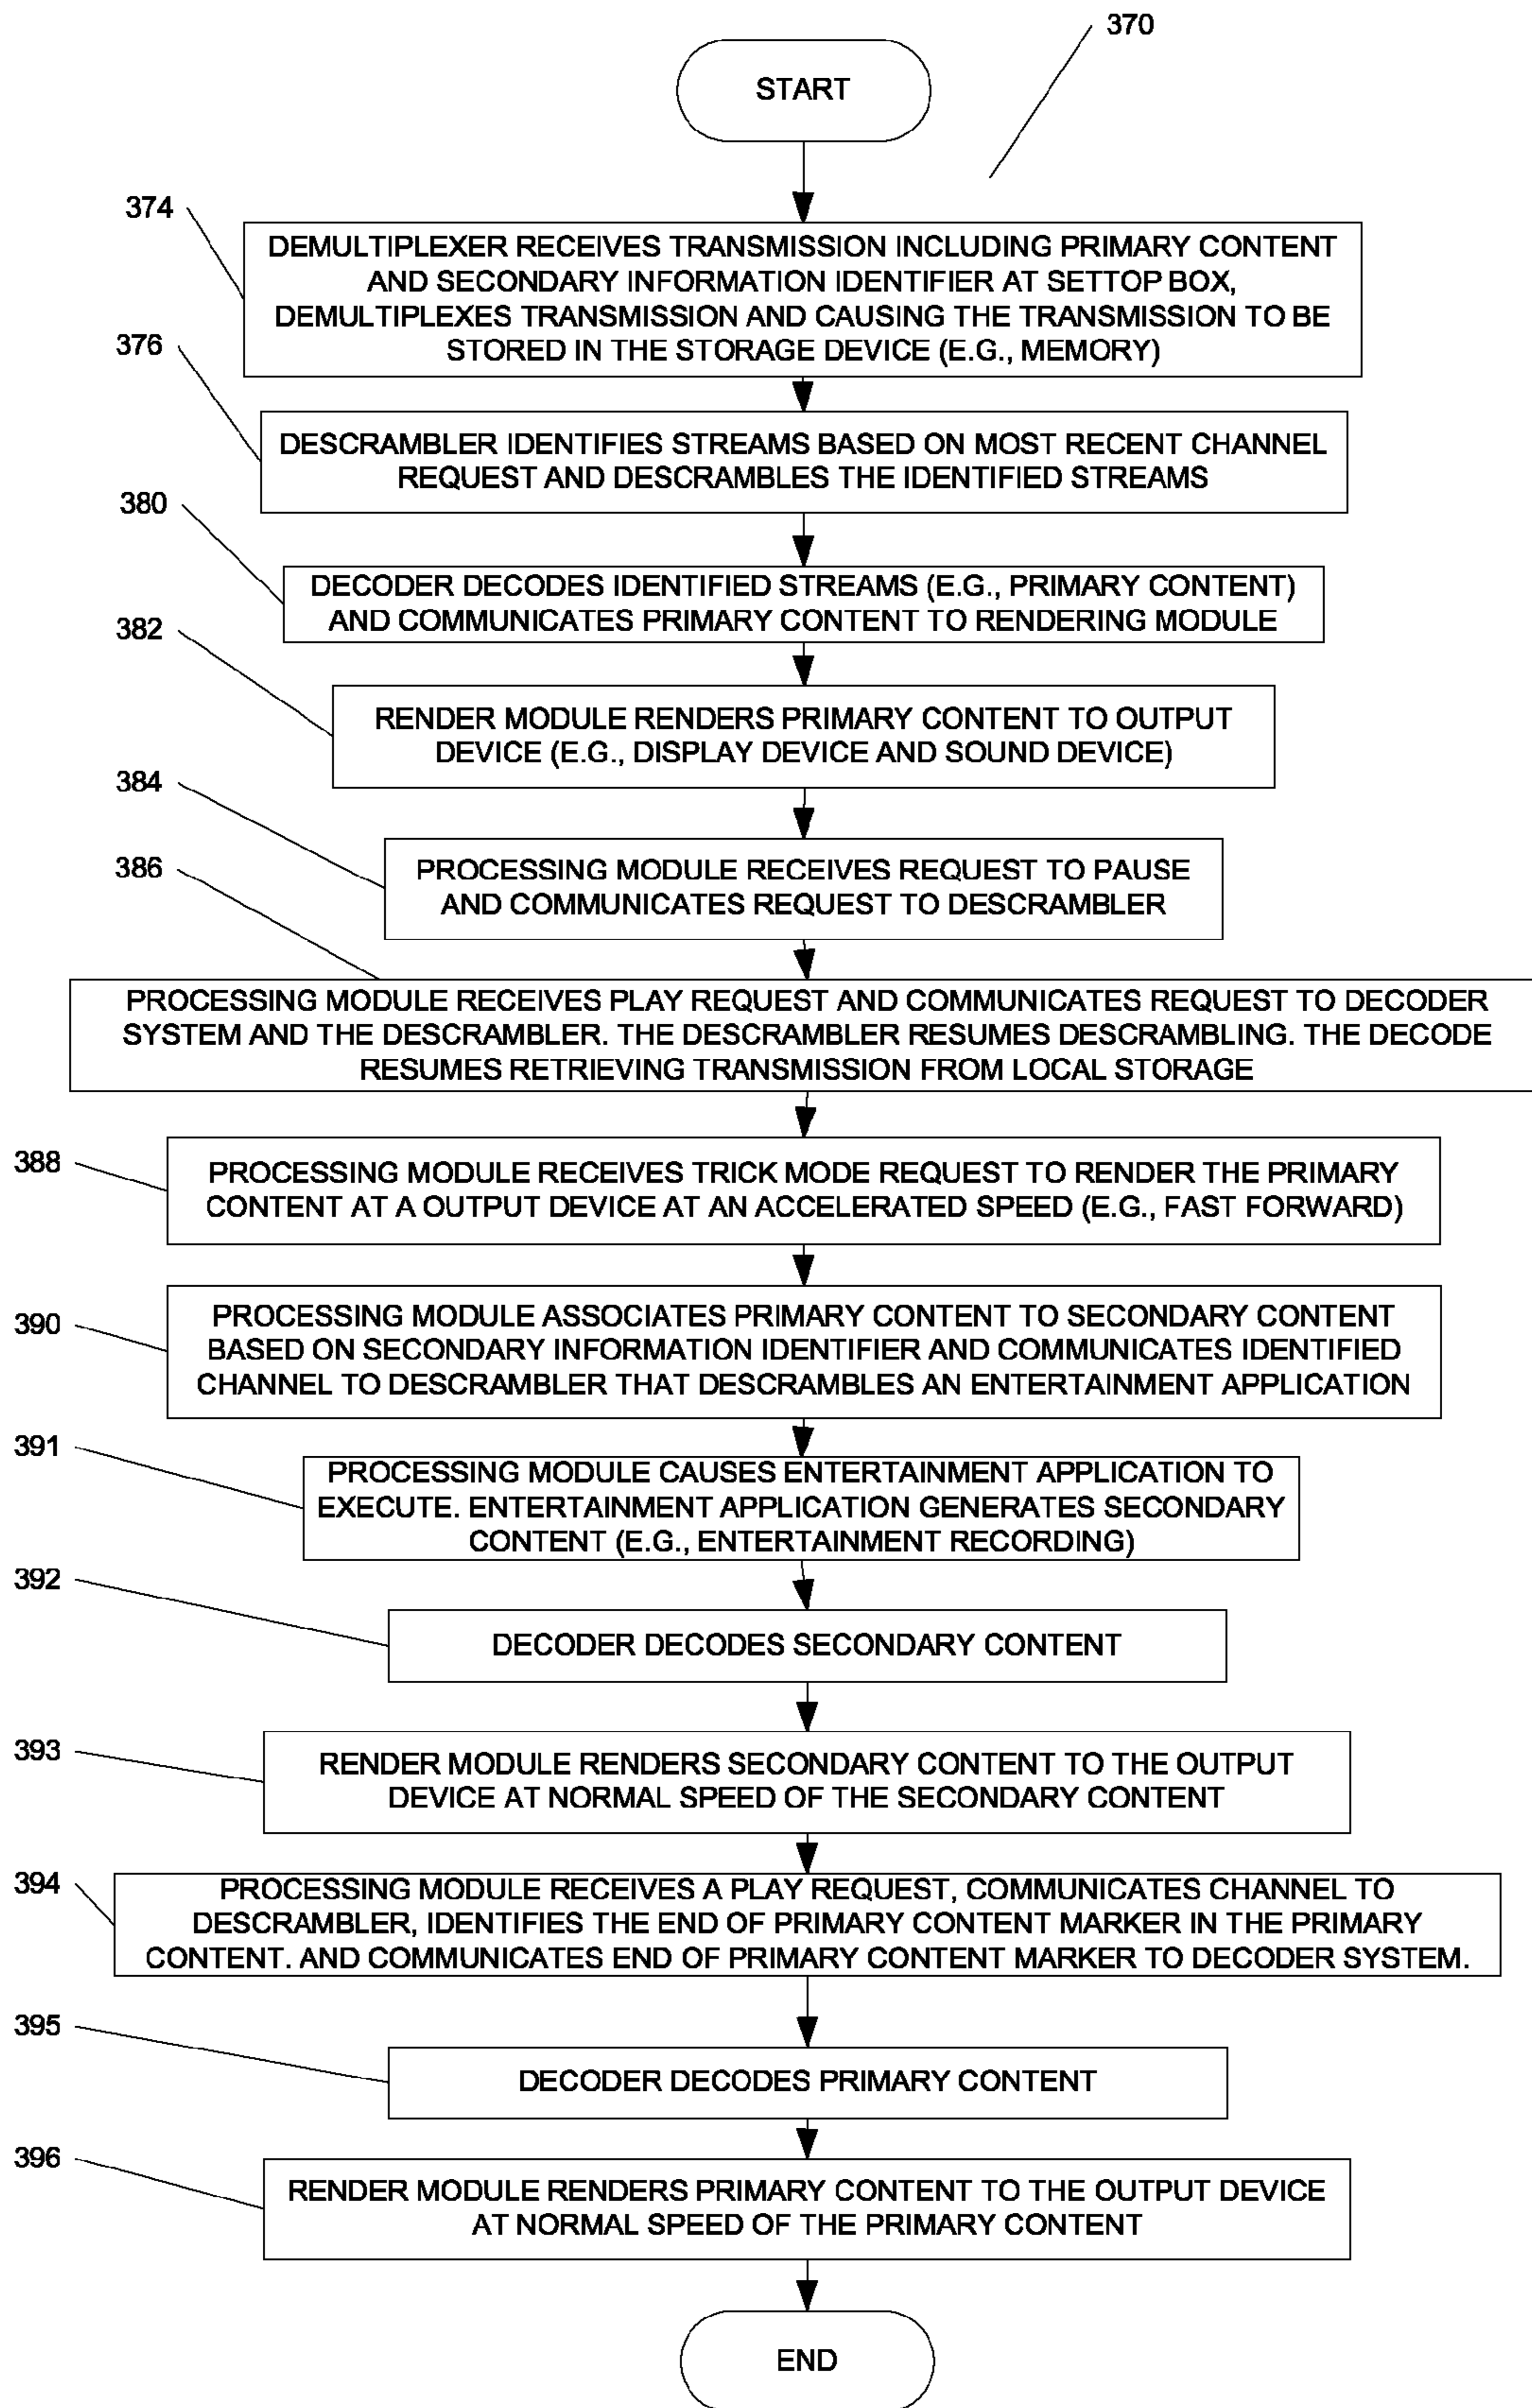 370
START
374
DEMULTIPLEXER RECEIVES TRANSMISSION INCLUDING PRIMARY CONTENT
AND SECONDARY INFORMATION IDENTIFIER AT SETTOP BOX,
DEMULTIPLEXES TRANSMISSION AND CAUSING THE TRANSMISSION TO BE
STORED IN THE STORAGE DEVICE (E.G., MEMORY)
376
DESCRAMBLER IDENTIFIES STREAMS BASED ON MOST RECENT CHANNEL
REQUEST AND DESCRAMBLES THE IDENTIFIED STREAMS
380
DECODER DECODES IDENTIFIED STREAMS (E.G., PRIMARY CONTENT)
AND COMMUNICATES PRIMARY CONTENT TO RENDERING MODULE
382
RENDER MODULE RENDERS PRIMARY CONTENT TO OUTPUT
DEVICE (E.G., DISPLAY DEVICE AND SOUND DEVICE)
384
PROCESSING MODULE RECEIVES REQUEST TO PAUSE
AND COMMUNICATES REQUEST TO DESCRAMBLER
386
PROCESSING MODULE RECEIVES PLAY REQUEST AND COMMUNICATES REQUEST TO DECODER
SYSTEM AND THE DESCRAMBLER. THE DESCRAMBLER RESUMES DESCRAMBLING. THE DECODE
RESUMES RETRIEVING TRANSMISSION FROM LOCAL STORAGE
388
PROCESSING MODULE RECEIVES TRICK MODE REQUEST TO RENDER THE PRIMARY
CONTENT AT A OUTPUT DEVICE AT AN ACCELERATED SPEED (E.G., FAST FORWARD)
390
PROCESSING MODULE ASSOCIATES PRIMARY CONTENT TO SECONDARY CONTENT
BASED ON SECONDARY INFORMATION IDENTIFIER AND COMMUNICATES IDENTIFIED
CHANNEL TO DESCRAMBLER THAT DESCRAMBLES AN ENTERTAINMENT APPLICATION
391
PROCESSING MODULE CAUSES ENTERTAINMENT APPLICATION TO
EXECUTE. ENTERTAINMENT APPLICATION GENERATES SECONDARY
CONTENT (E.G., ENTERTAINMENT RECORDING)
392
DECODER DECODES SECONDARY CONTENT
393
RENDER MODULE RENDERS SECONDARY CONTENT TO THE OUTPUT
DEVICE AT NORMAL SPEED OF THE SECONDARY CONTENT
394
PROCESSING MODULE RECEIVES A PLAY REQUEST, COMMUNICATES CHANNEL TO
DESCRAMBLER, IDENTIFIES THE END OF PRIMARY CONTENT MARKER IN THE PRIMARY
CONTENT. AND COMMUNICATES END OF PRIMARY CONTENT MARKER TO DECODER SYSTEM.
395
DECODER DECODES PRIMARY CONTENT
396
RENDER MODULE RENDERS PRIMARY CONTENT TO THE OUTPUT DEVICE
AT NORMAL SPEED OF THE PRIMARY CONTENT
END